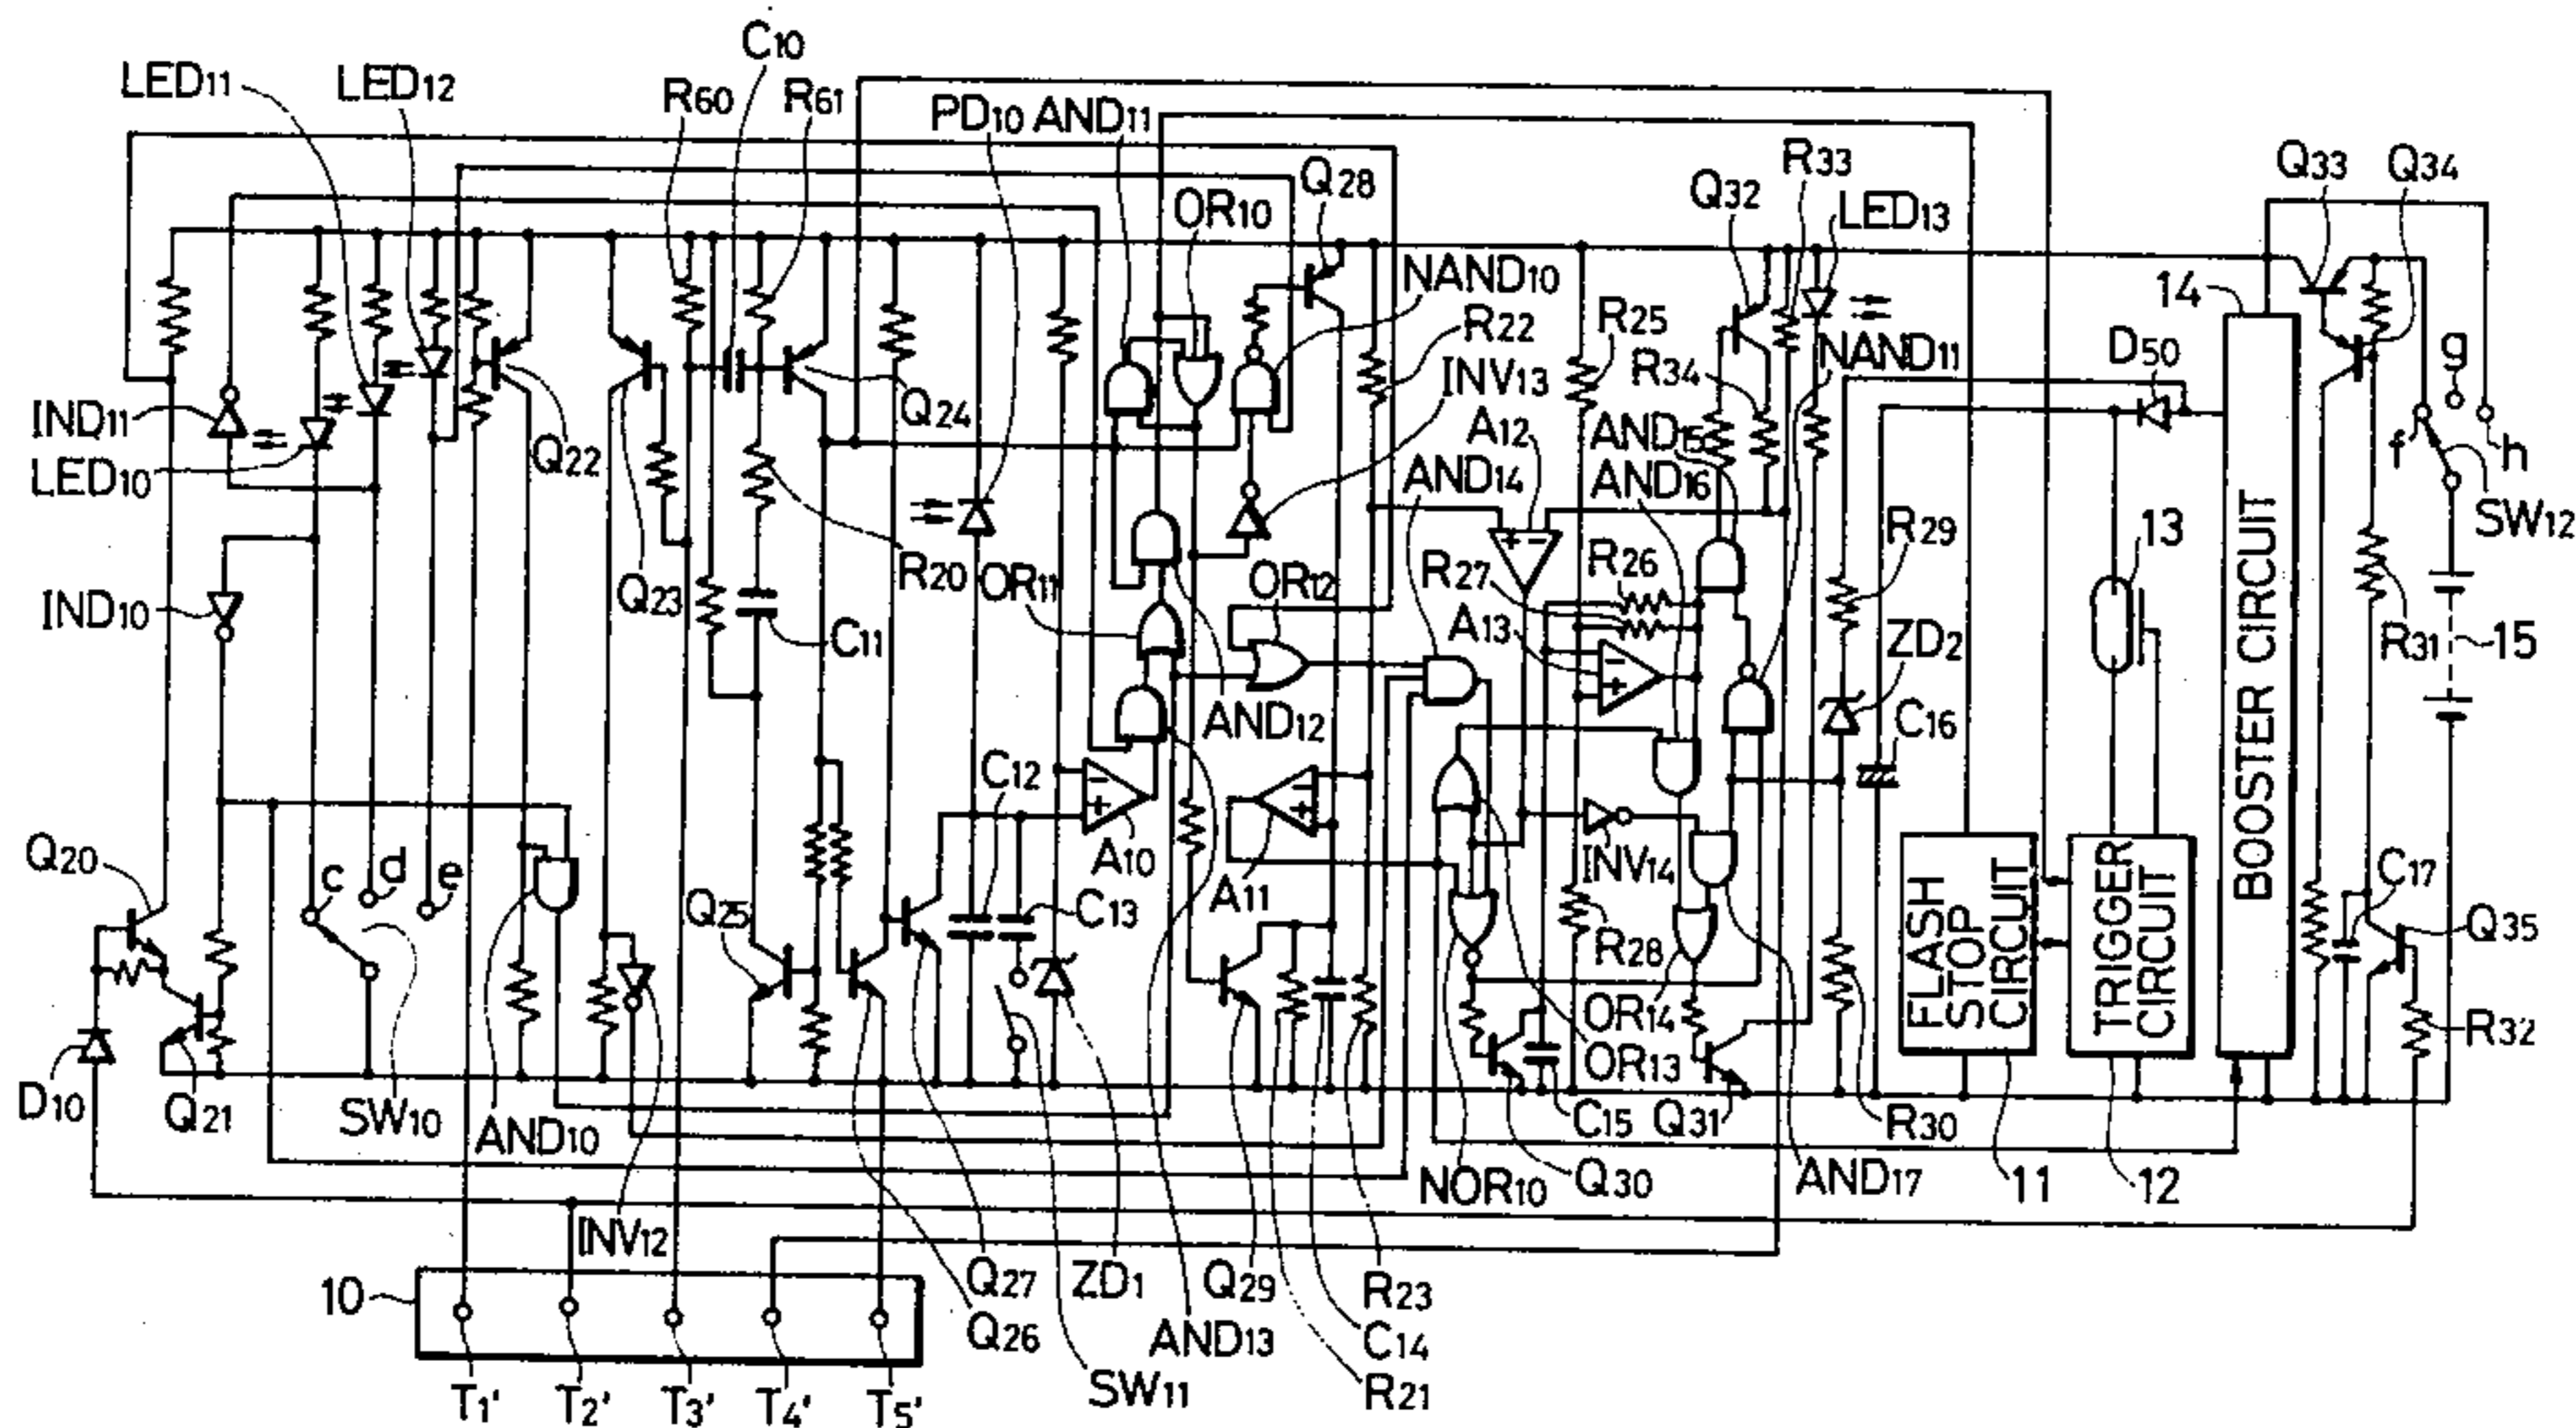 C10
LED11
LED12
R60
R61
PD10 AND11
OR10
Q28
NAND10
R22
INV13
A12
AND14
R25
Q32
R33
LED13
NAND11
R34
AND15
AND16
Q33
Q34
14
D50
g
f
h
SW12
IND11
LED10
Q22
Q24
IND10
Q23
R20
OR11
C11
OR12
R27
R26
A13
R29
13
ZD2
C16
R31
15
BOOSTER CIRCUIT
AND12
C12
A10
C13
A11
INV14
Q20
c
d
e
Q25
R28
OR14
OR13
FLASH STOP CIRCUIT
TRIGGER CIRCUIT
C17
Q35
R32
D10
Q21
SW10
AND10
INV12
C15
Q31
R30
NOR10
Q30
AND17
11
12
10
Q27
Q26
ZD1
Q29
R23
AND13
C14
SW11
R21
T1'
T2'
T3'
T4'
T5'
+
−
−
+
−
+
−
+